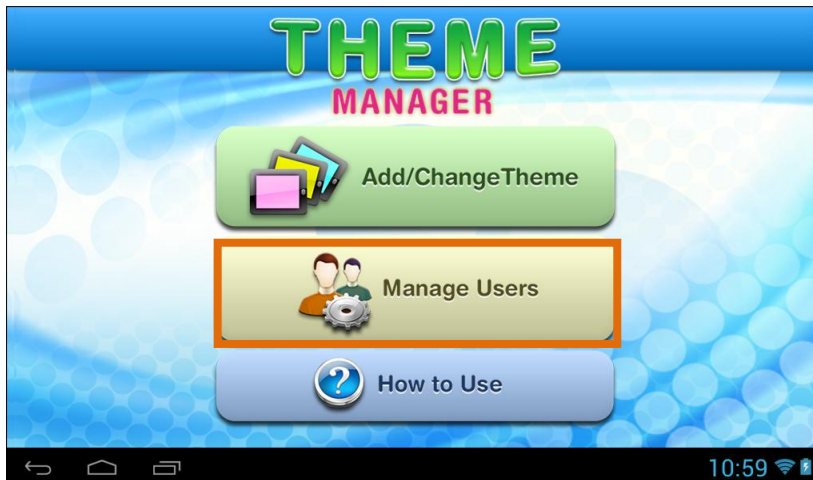 THEME
MANAGER
Add/ChangeTheme
Manage Users
?
How to Use
10:59